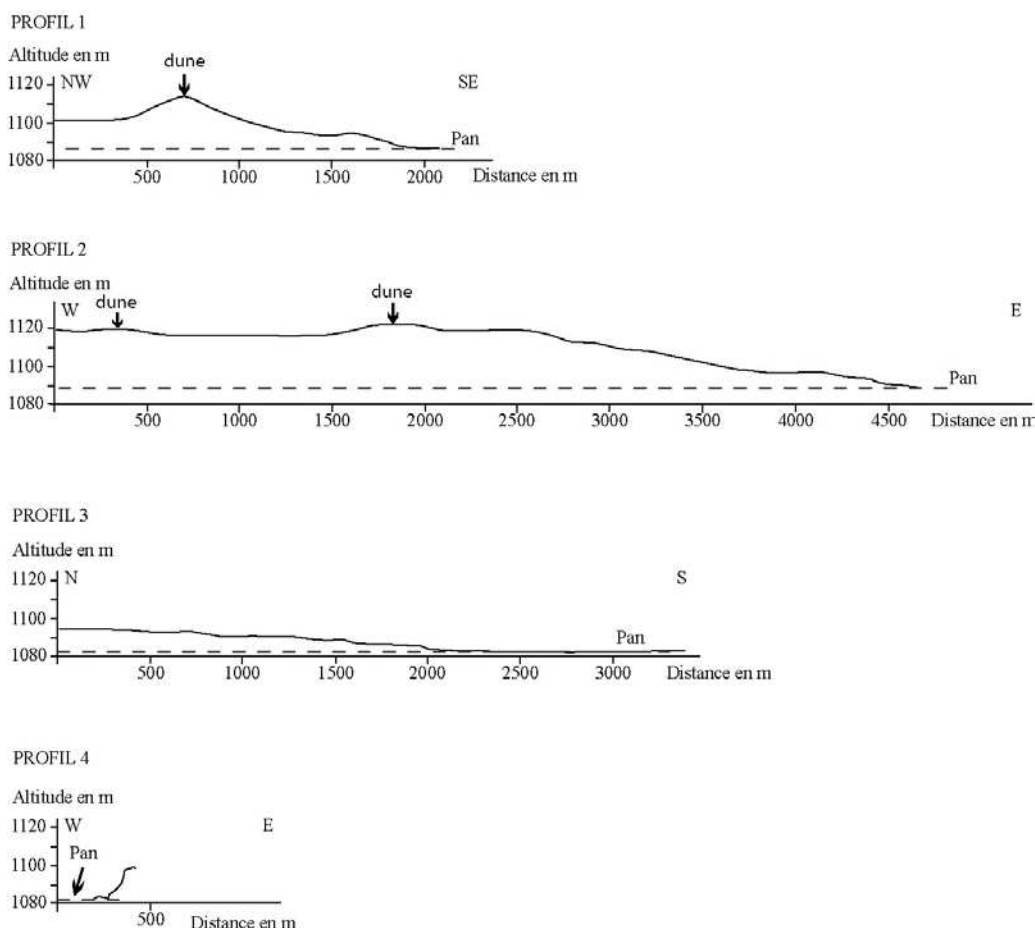 PROFIL 1
Altitude en m
dune
1120 NW SE
1100
Pan
1080
500 1000 1500 2000 Distance en m
PROFIL 2
Altitude en m
dune
dune
1120 W E
1100
Pan
1080
500 1000 1500 2000 2500 3000 3500 4000 4500 Distance en m
PROFIL 3
Altitude en m
1120 N S
1100
Pan
1080
500 1000 1500 2000 2500 3000 Distance en m
PROFIL 4
Altitude en m
1120 W E
Pan
1100
1080
500 Distance en m